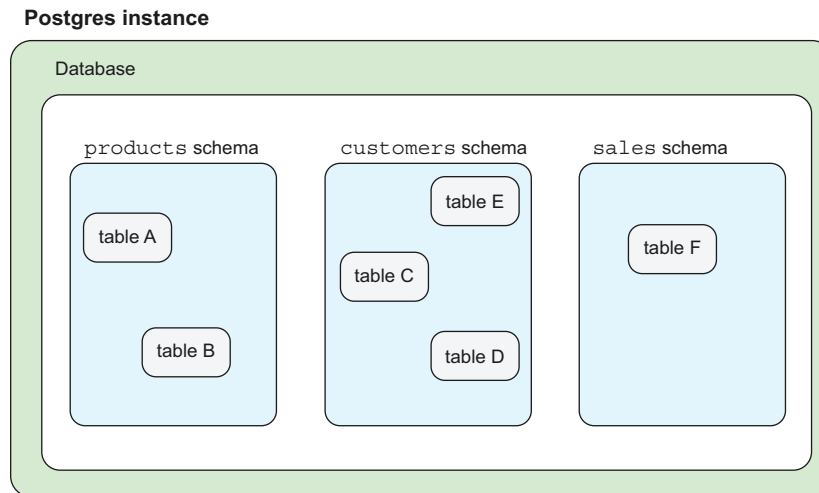 Postgres instance
Database
products schema
customers schema
sales schema
table A
table B
table E
table C
table D
table F